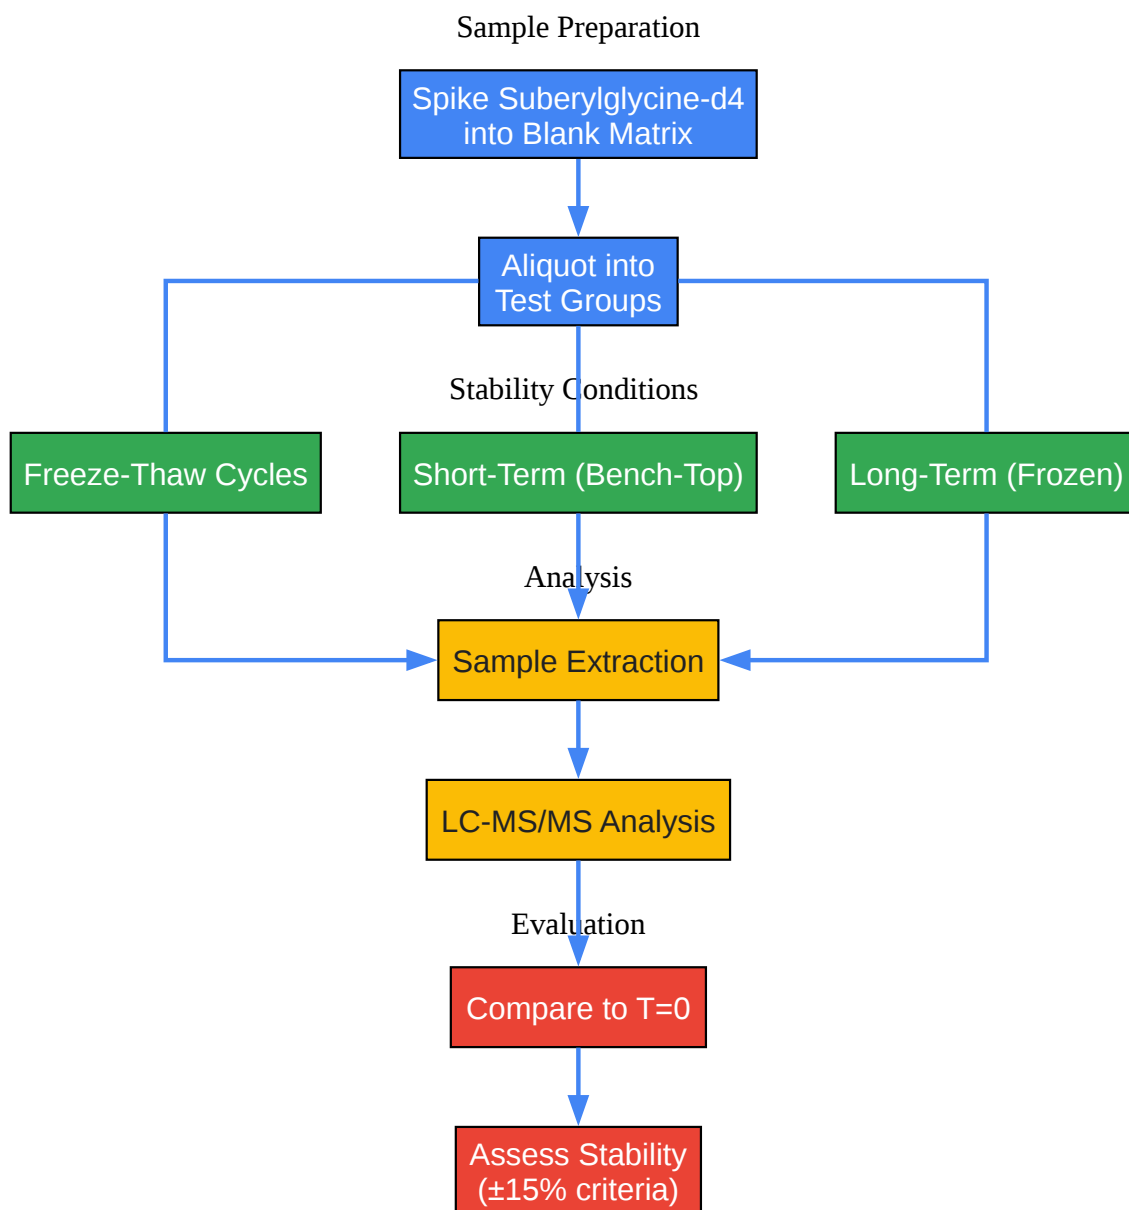 Sample Preparation
Spike Suberylglycine-d4
into Blank Matrix
Aliquot into
Test Groups
Stability Conditions
Freeze-Thaw Cycles
Short-Term (Bench-Top)
Long-Term (Frozen)
Analysis
Sample Extraction
LC-MS/MS Analysis
Evaluation
Compare to T=0
Assess Stability
(±15% criteria)